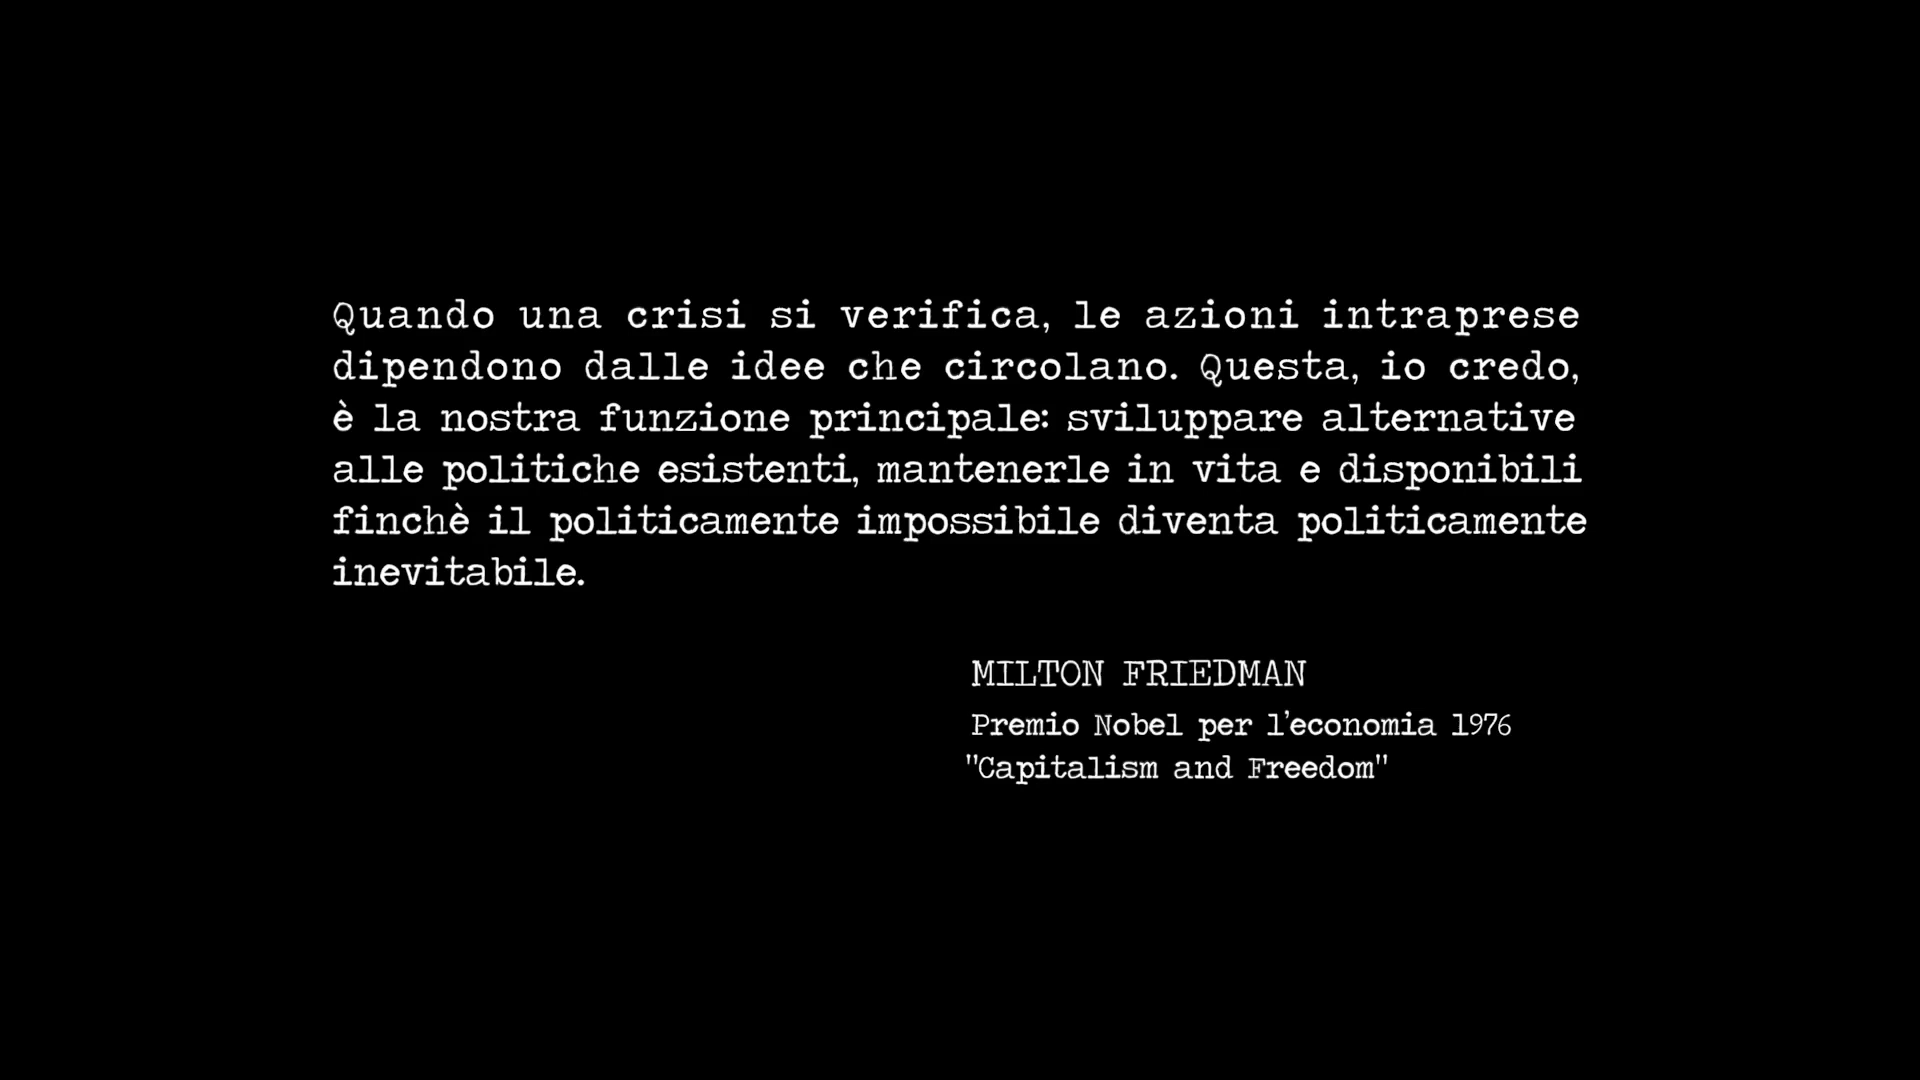 Quando una crisi si verifica, le azioni intraprese
dipendono dalle idee che circolano. Questa, io credo,
è la nostra funzione principale: sviluppare alternative
alle politiche esistenti, mantenerle in vita e disponibili
finchè il politicamente impossibile diventa politicamente
inevitabile.
MILTON FRIEDMAN
Premio Nobel per l'economia 1976
"Capitalism and Freedom"